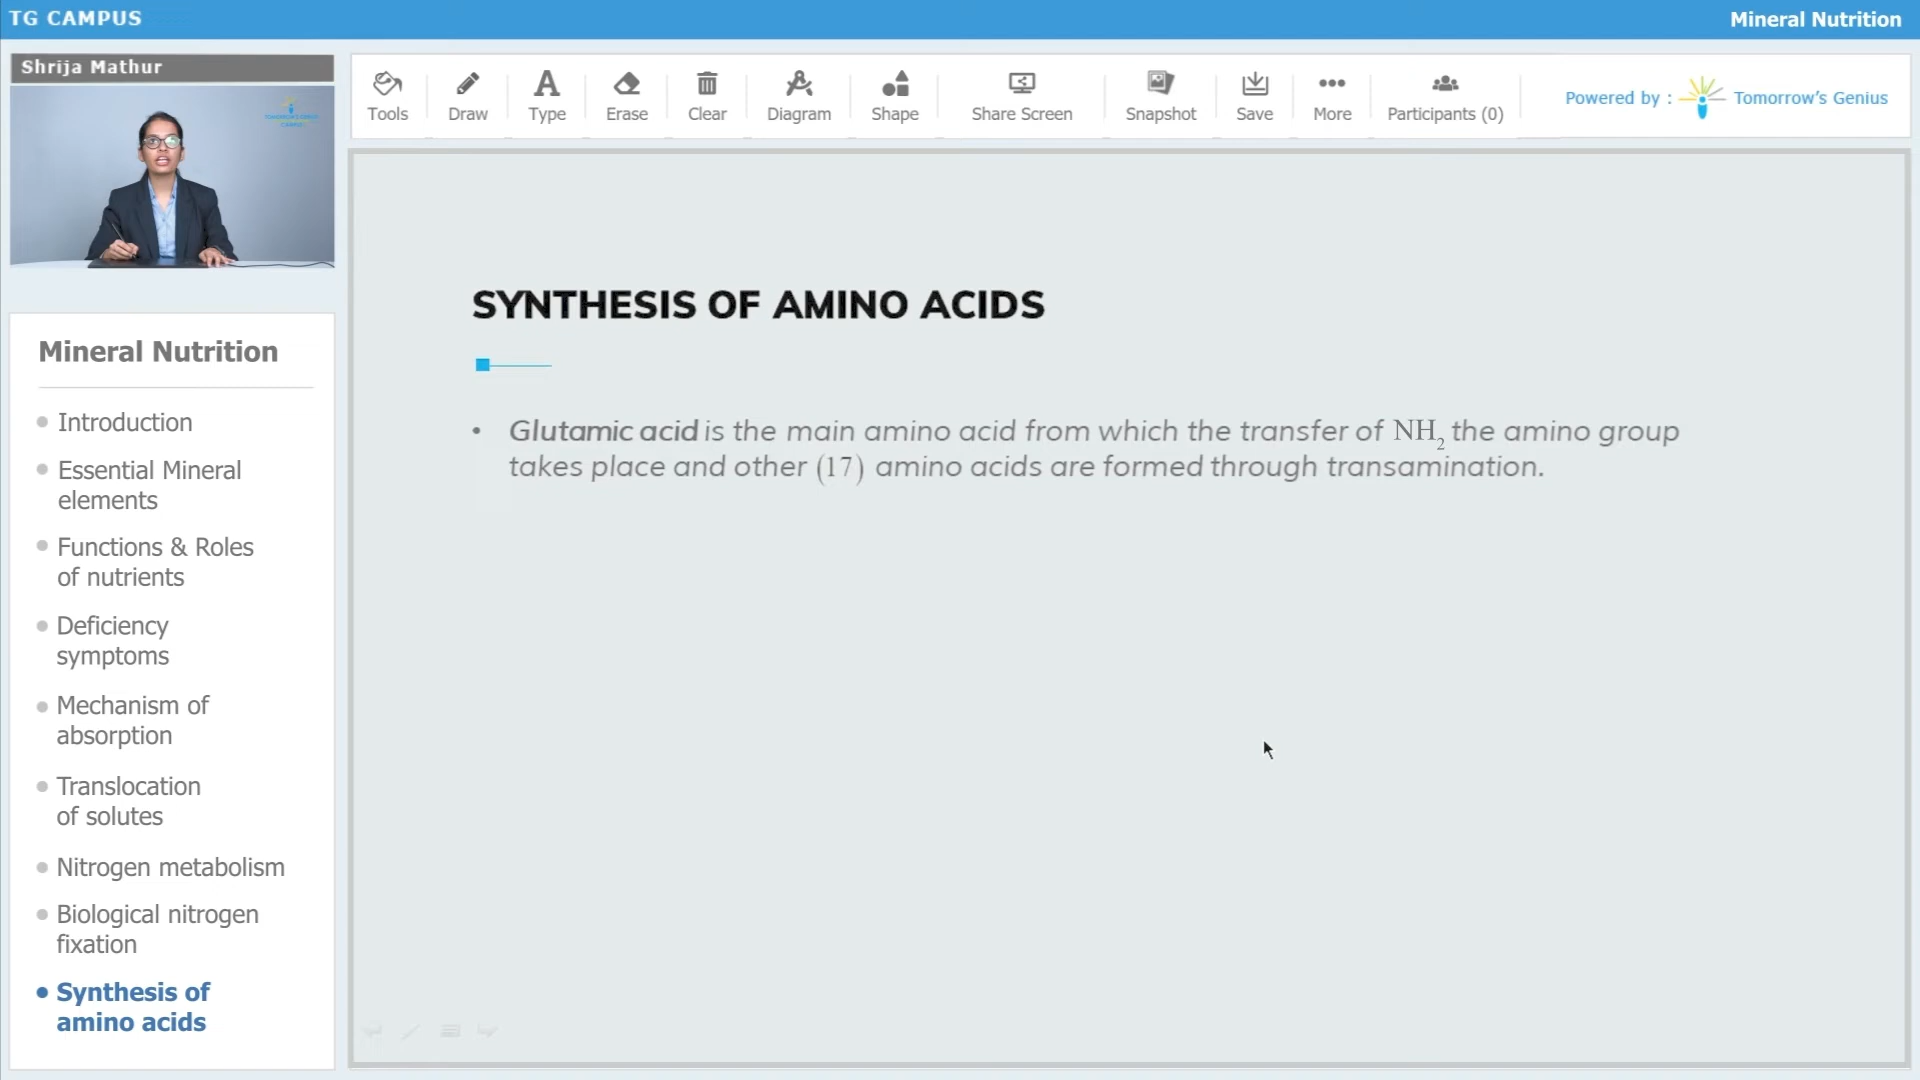 TG CAMPUS
Mineral Nutrition
Shrija Mathur
Tools
Draw
Type
Erase
Clear
Diagram
Shape
Share Screen
Snapshot
Save
More
Participants (0)
Powered by :
Tomorrow's Genius
SYNTHESIS OF AMINO ACIDS
• Glutamic acid is the main amino acid from which the transfer of NH₂ the amino group
takes place and other (17) amino acids are formed through transamination.
Mineral Nutrition
• Introduction
• Essential Mineral
elements
• Functions & Roles
of nutrients
• Deficiency
symptoms
• Mechanism of
absorption
• Translocation
of solutes
• Nitrogen metabolism
• Biological nitrogen
fixation
• Synthesis of
amino acids